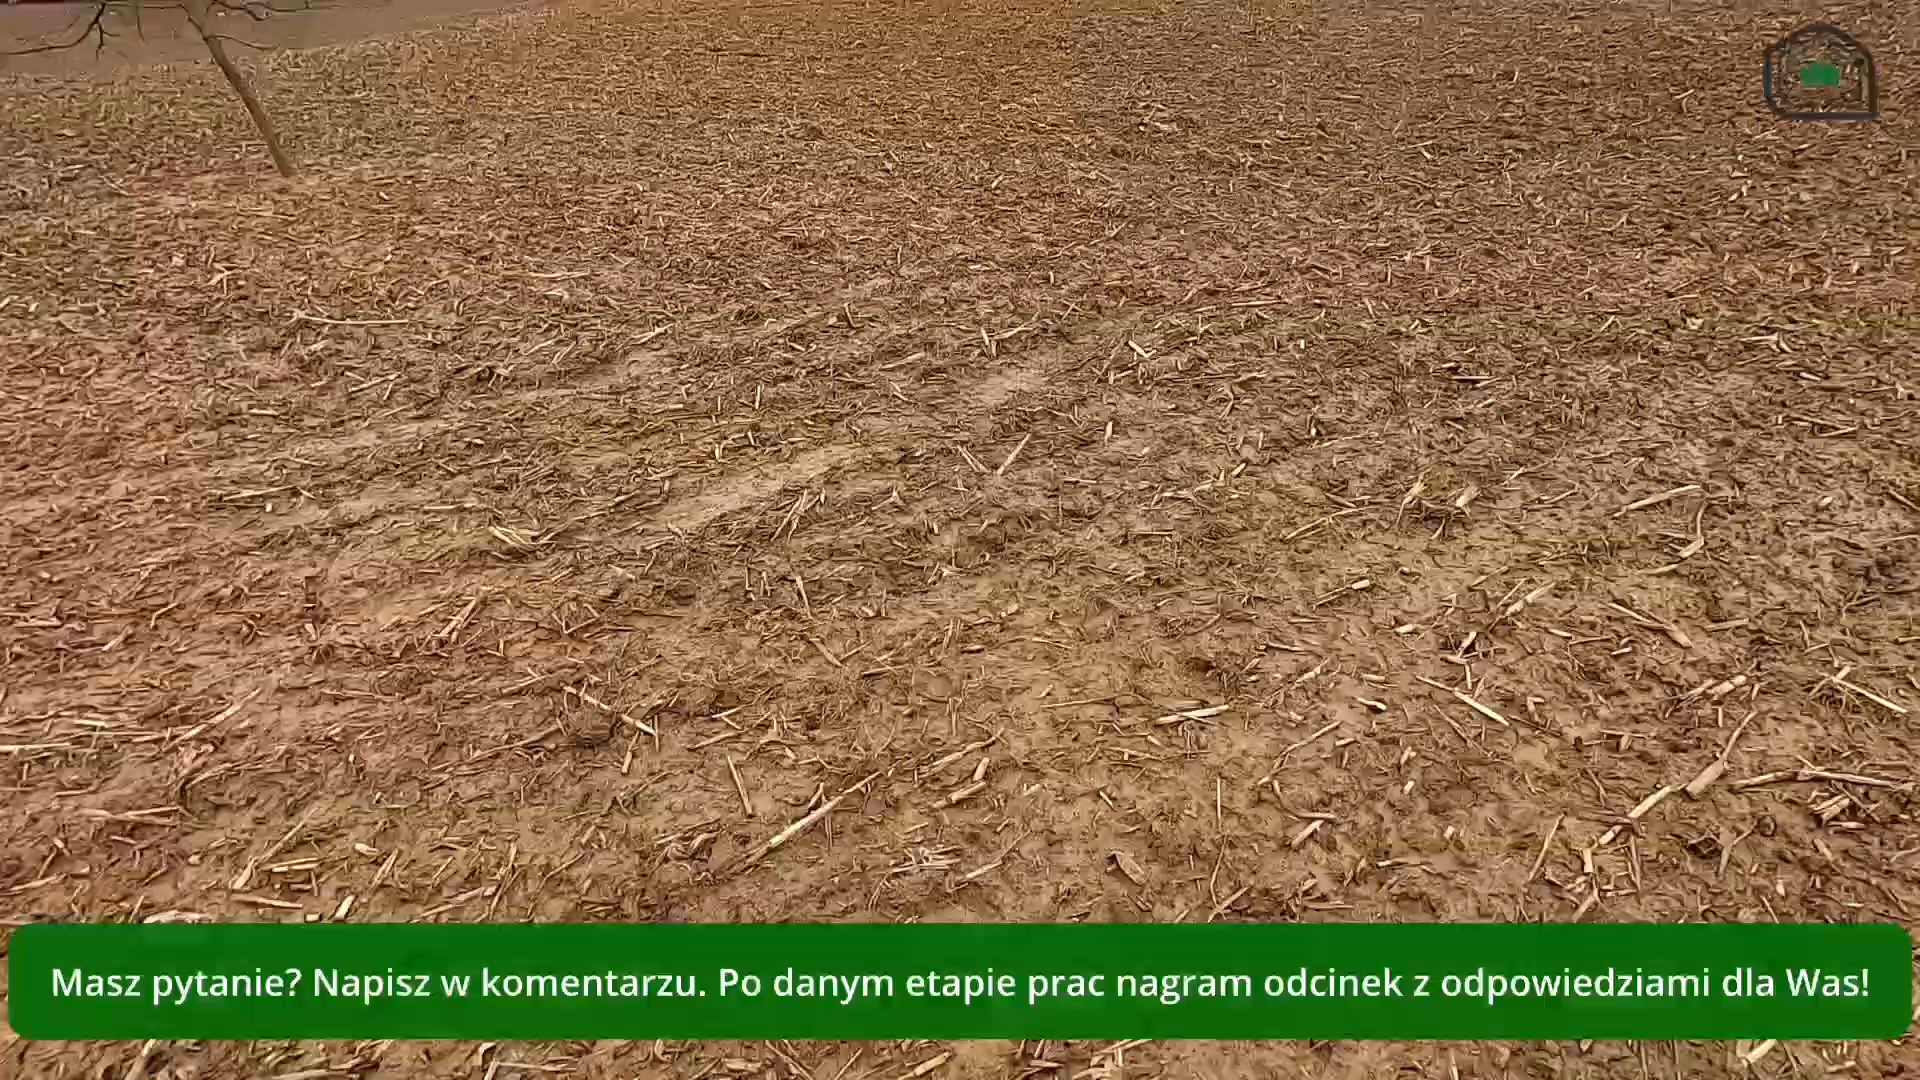 Masz pytanie? Napisz w komentarzu. Po danym etapie prac nagram odcinek z odpowiedziami dla Was!